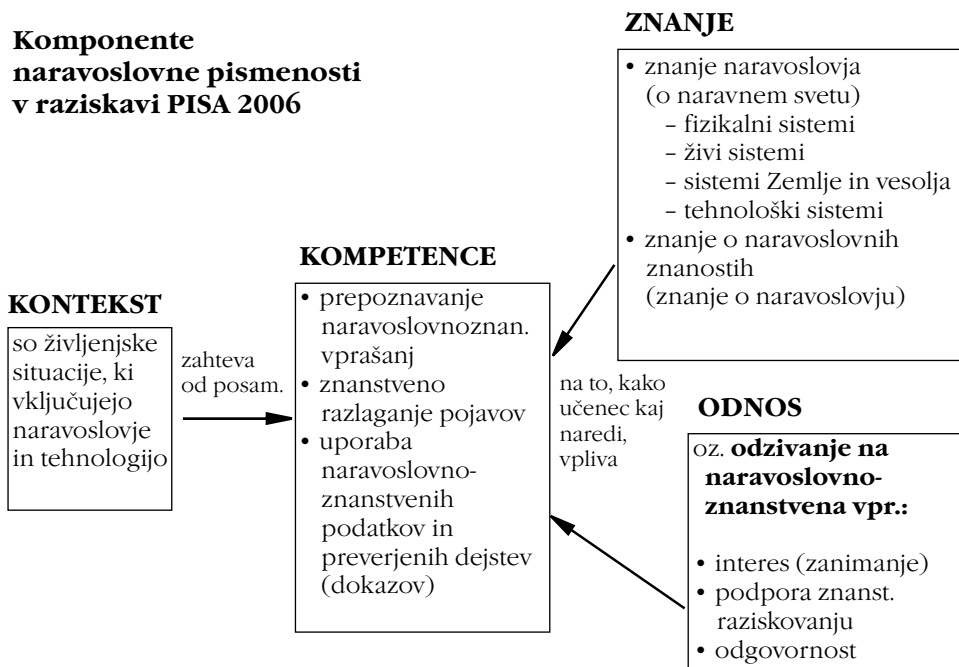 Komponente
naravoslovne pismenosti
v raziskavi PISA 2006
ZNANJE
• znanje naravoslovja
(o naravnem svetu)
– fizikalni sistemi
– živi sistemi
– sistemi Zemlje in vesolja
– tehnološki sistemi
• znanje o naravoslovnih
znanostih
(znanje o naravoslovju)
KONTEKST
so življenjske
situacije, ki
vključujejo
naravoslovje
in tehnologijo
zahteva
od posam.
KOMPETENCE
• prepoznavanje
naravoslovnoznan.
vprašanj
• znanstveno
razlaganje pojavov
• uporaba
naravoslovno-
znanstvenih
podatkov in
preverjenih dejstev
(dokazov)
na to, kako
učenec kaj
naredi,
vpliva
ODNOS
oz. odzivanje na
naravoslovno-
znanstvena vpr.:
• interes (zanimanje)
• podpora znanst.
raziskovanju
• odgovornost